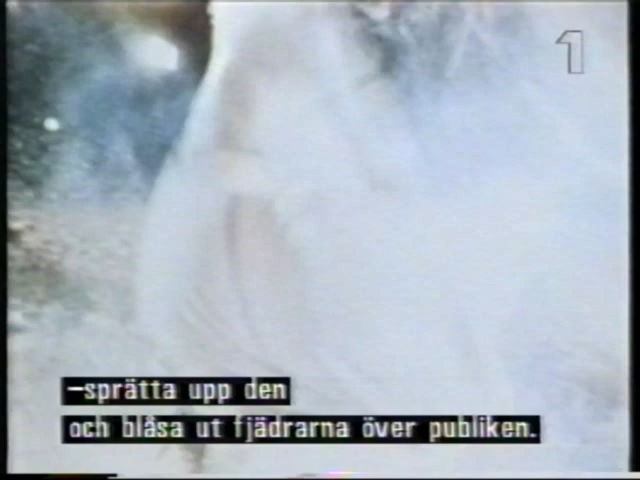 1
–sprätta upp den
och blåsa ut fjädrarna över publiken.